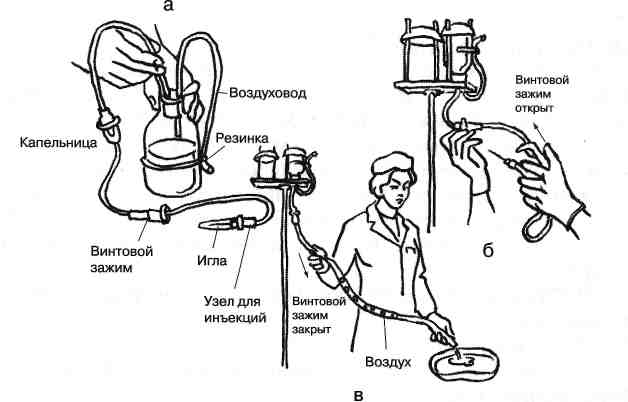 а
Воздуховод
Капельница
Резинка
Винтовой
зажим
Игла
Узел для
инъекций
Винтовой
зажим
открыт
б
Винтовой
зажим
закрыт
Воздух
в